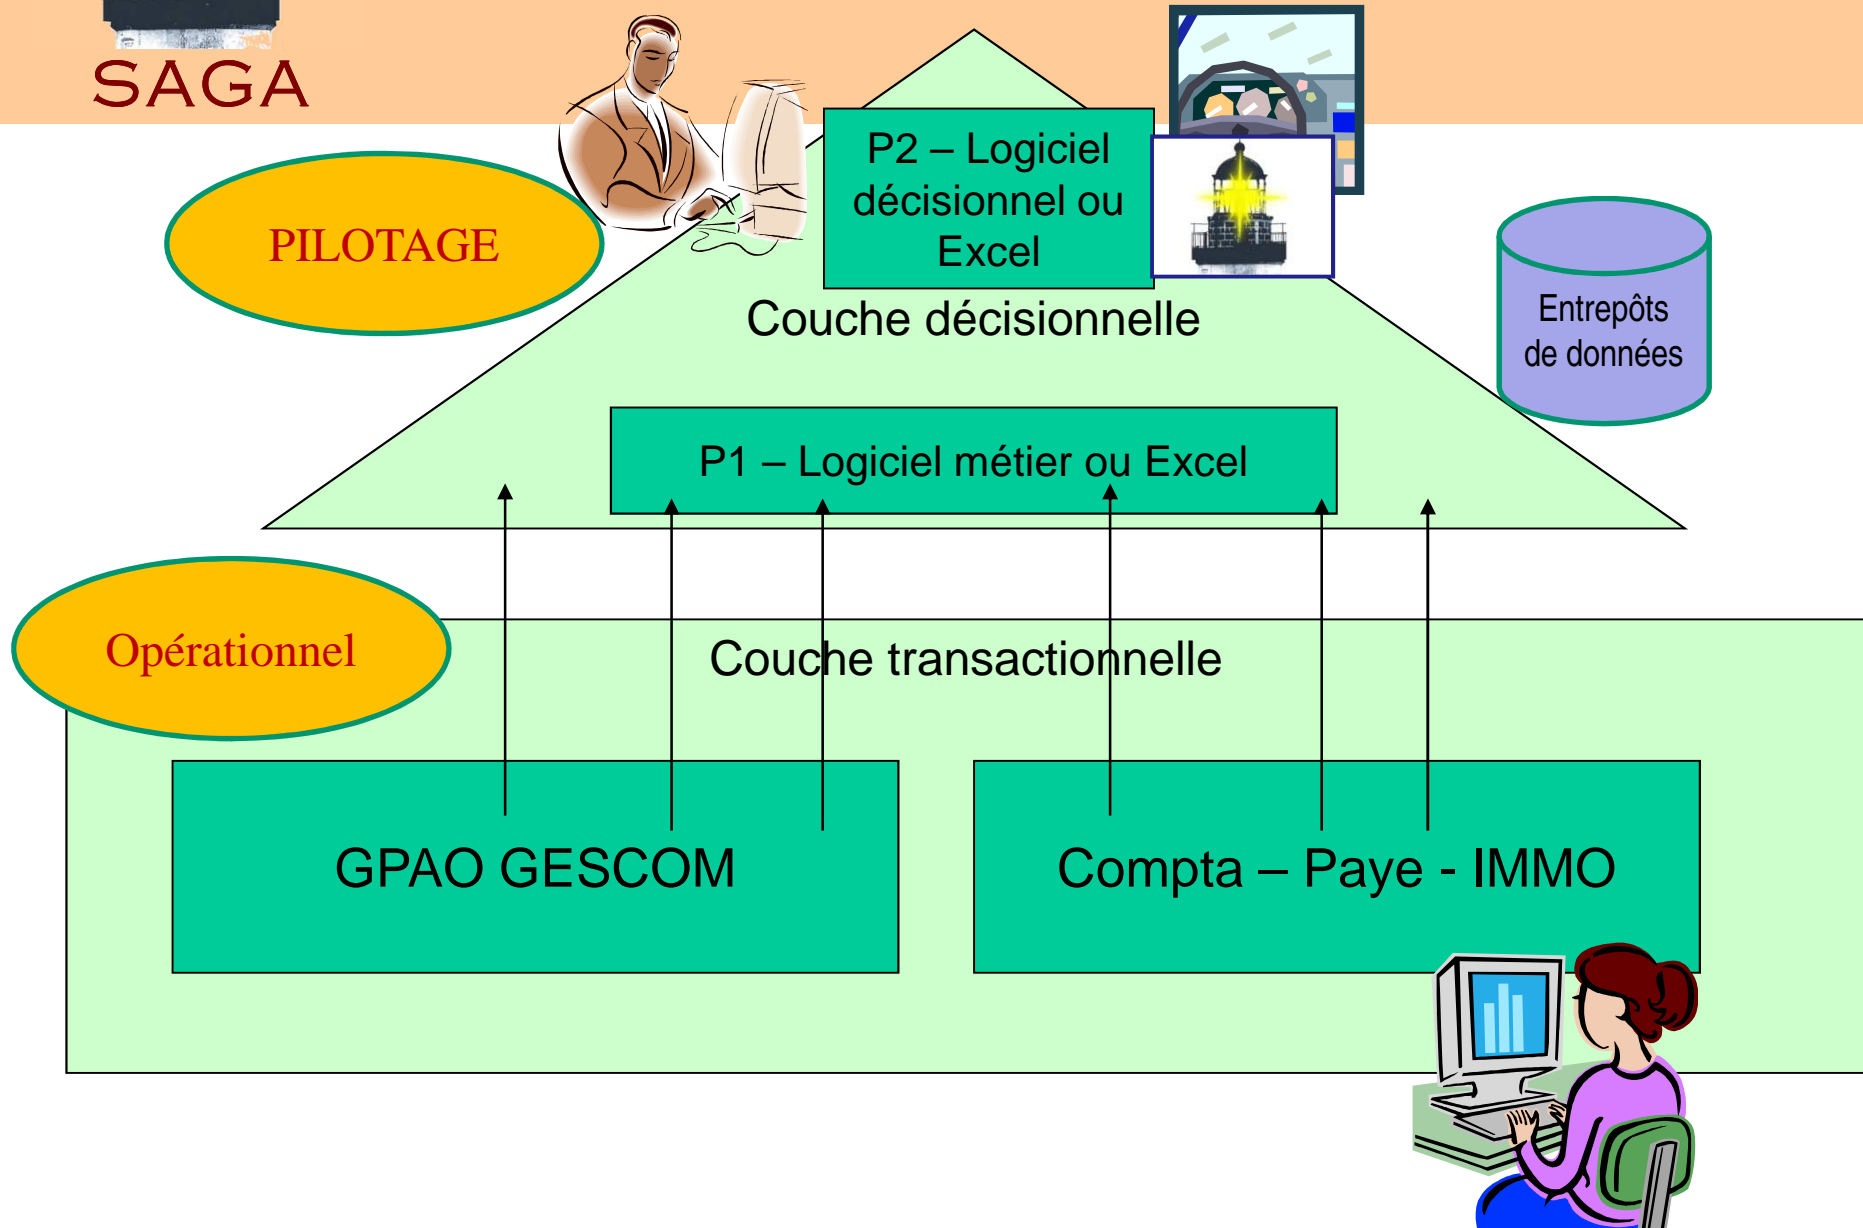 SAGA
P2 – Logiciel
décisionnel ou
Excel
PILOTAGE
Couche décisionnelle
Entrepôts
de données
P1 – Logiciel métier ou Excel
Opérationnel
Couche transactionnelle
GPAO GESCOM
Compta – Paye - IMMO